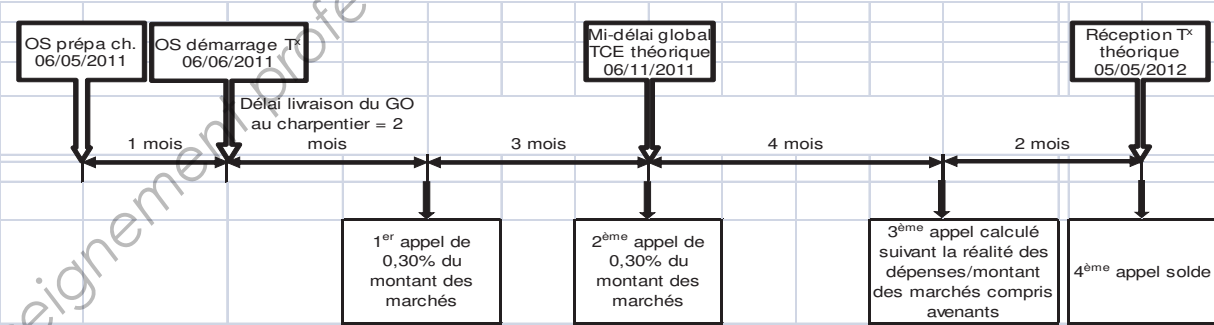 OS prépa ch.
06/05/2011
OS démarrage Tx
06/06/2011
Mi-délai global
TCE théorique
06/11/2011
Réception Tx
théorique
05/05/2012
Délai livraison du GO
au charpentier = 2
mois
1 mois
3 mois
4 mois
2 mois
1er appel de
0,30% du
montant des
marchés
2ème appel de
0,30% du
montant des
marchés
3ème appel calculé
suivant la réalité des
dépenses/montant
des marchés compris
avenants
4ème appel solde
eignement profe